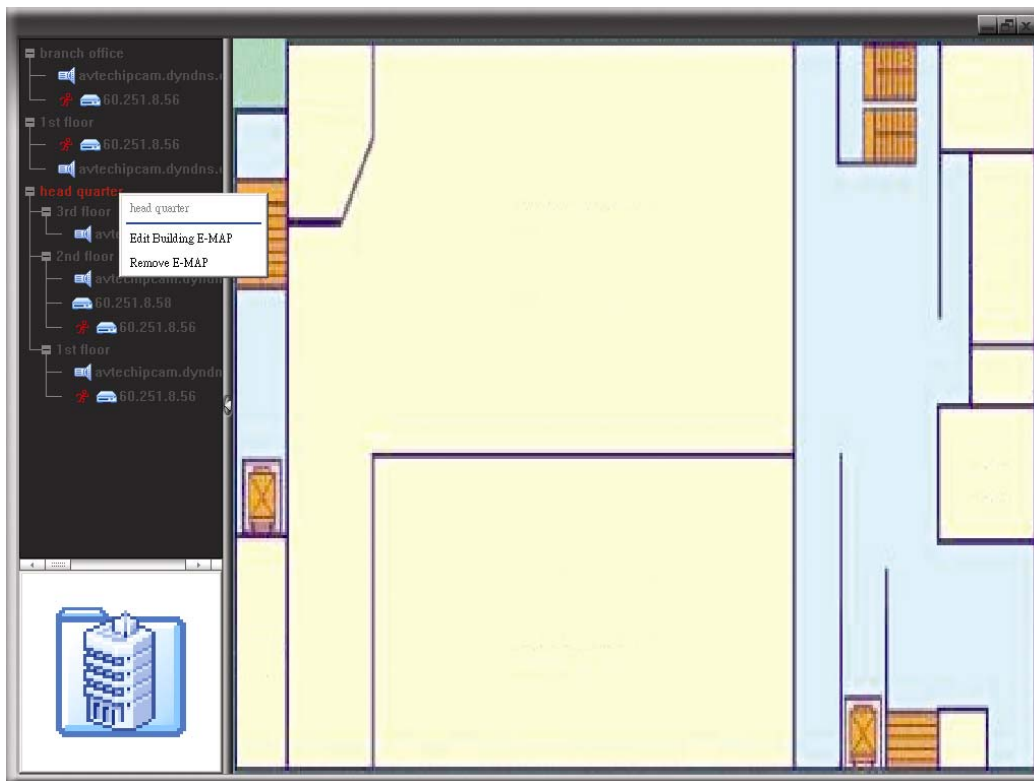 branch office
avtechipcam.dyndns.
60.251.8.56
1st floor
60.251.8.56
avtechipcam.dyndns.
head quarter
3rd floor
2nd floor
avtechipcam.dyndn
60.251.8.58
60.251.8.56
1st floor
avtechipcam.dyndn
60.251.8.56
head quarter
Edit Building E-MAP
Remove E-MAP